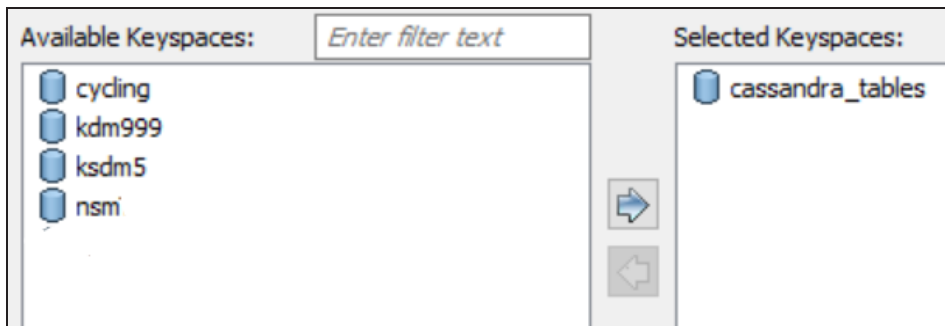 Available Keyspaces:
Enter filter text
Selected Keyspaces:
cycling
kdm999
ksdm5
nsm
cassandra_tables